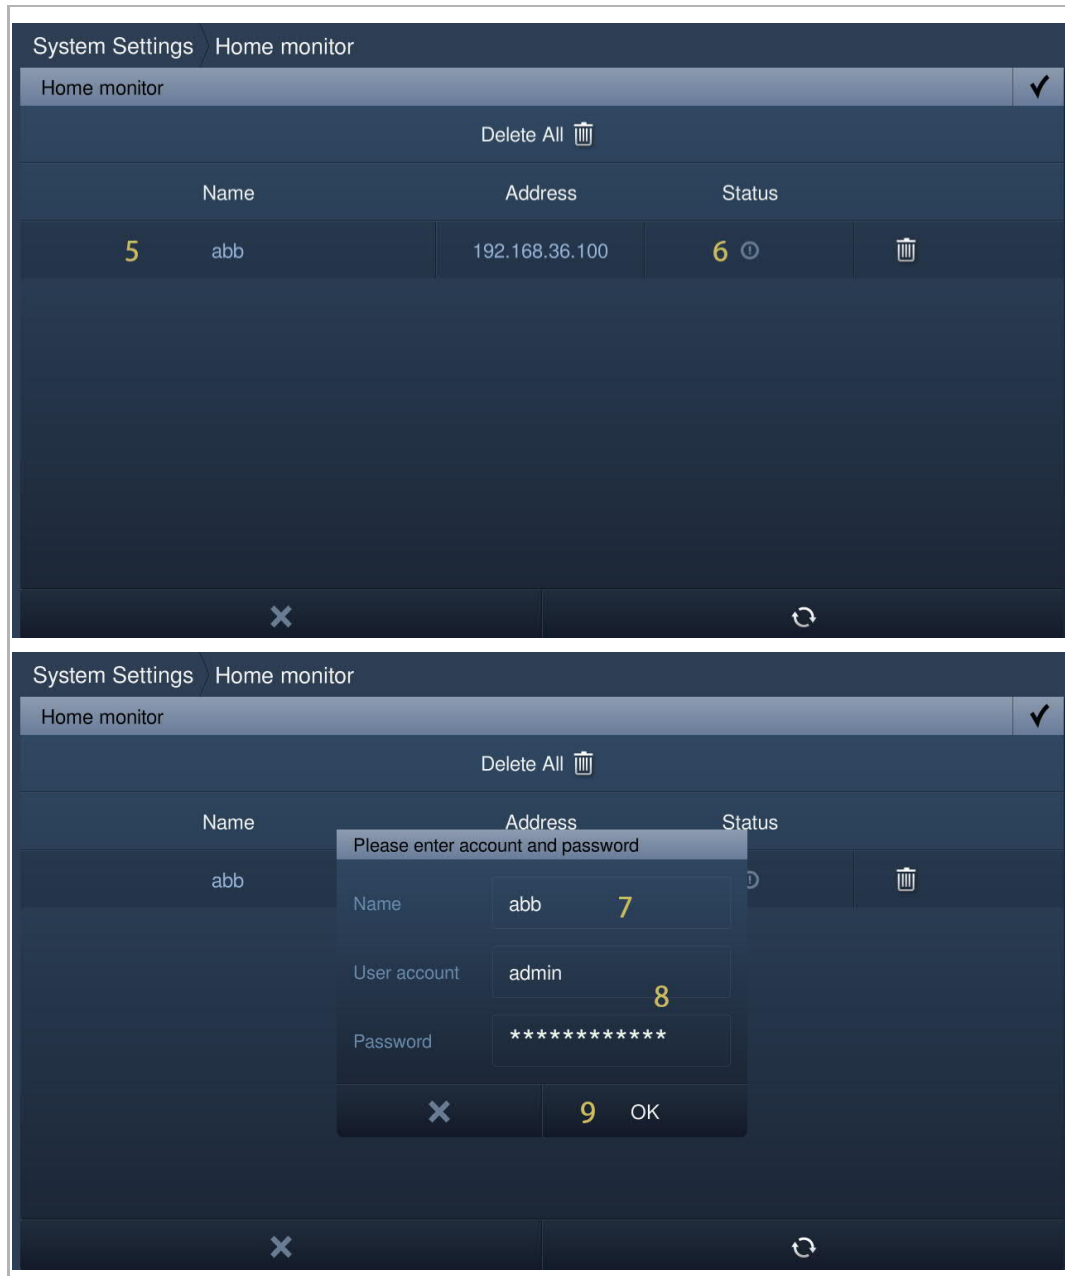 System Settings Home monitor
Home monitor
Delete All
Name Address Status
5 abb 192.168.36.100 6
System Settings Home monitor
Home monitor
Delete All
Name Address Status
Please enter account and password
abb
Name abb 7
User account admin
8
Password ************
9 OK